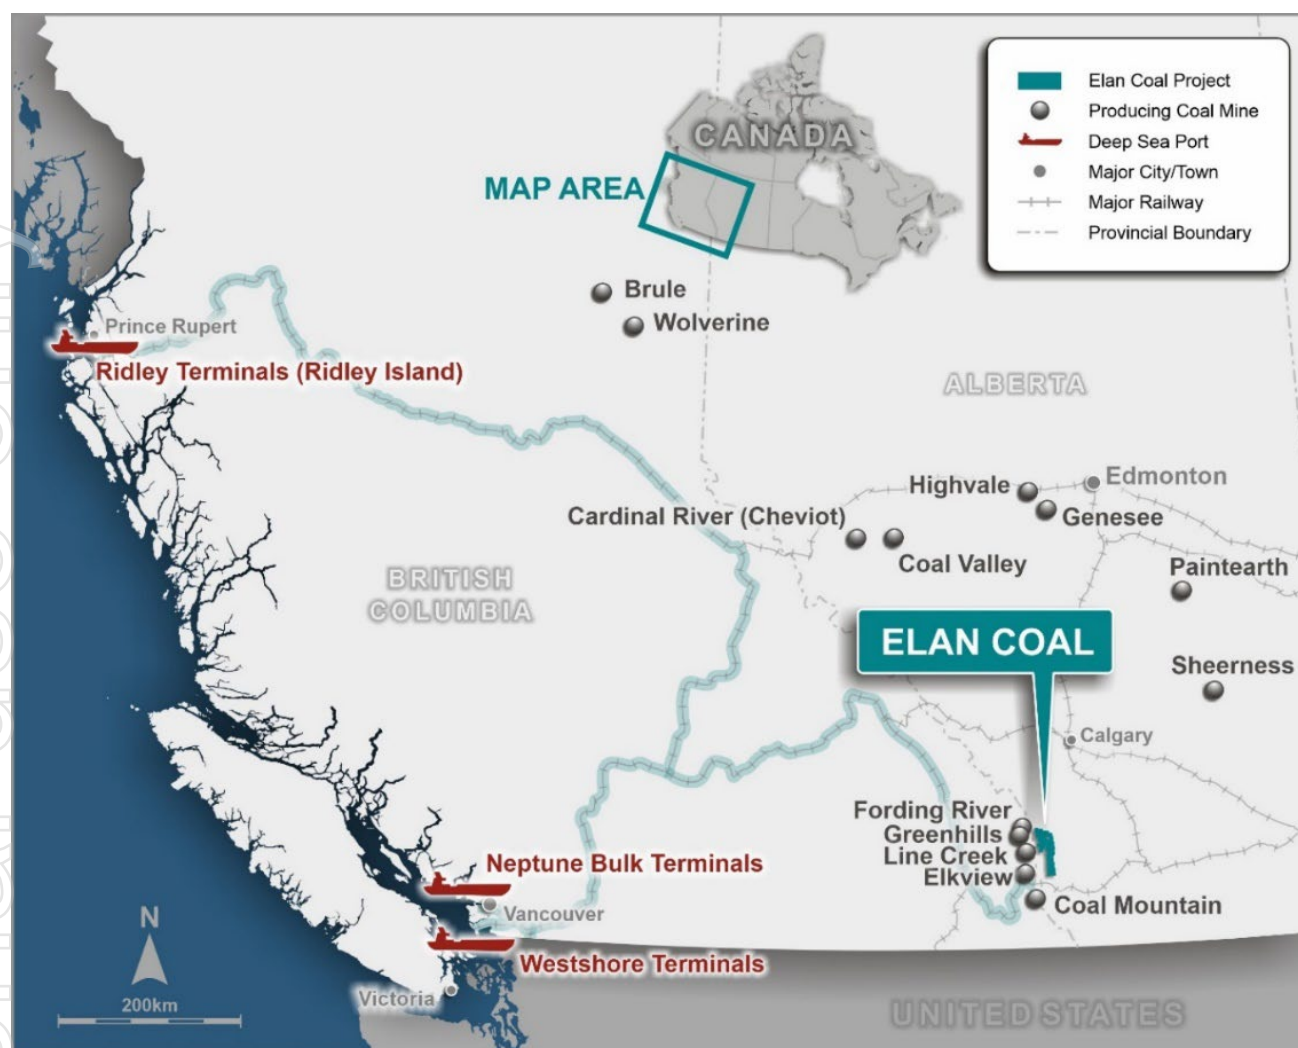 CANADA
MAP AREA
Elan Coal Project
Producing Coal Mine
Deep Sea Port
Major City/Town
Major Railway
Provincial Boundary
Brule
Wolverine
Prince Rupert
Ridley Terminals (Ridley Island)
ALBERTA
Edmonton
Highvale
Genesee
Cardinal River (Cheviot)
Coal Valley
Paintearth
BRITISH
COLUMBIA
ELAN COAL
Sheerness
Calgary
Fording River
Greenhills
Line Creek
Elkview
Coal Mountain
Neptune Bulk Terminals
Vancouver
Westshore Terminals
Victoria
N
200km
UNITED STATES